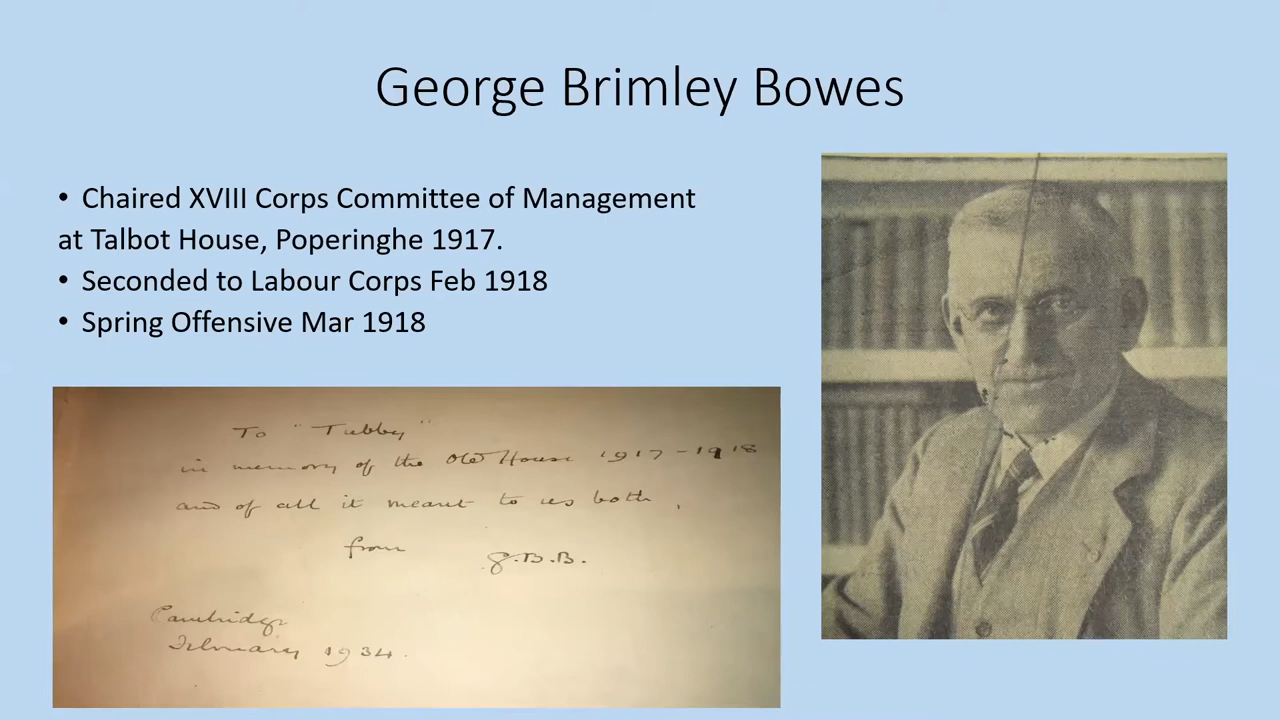 George Brimley Bowes
• Chaired XVIII Corps Committee of Management
at Talbot House, Poperinghe 1917.
• Seconded to Labour Corps Feb 1918
• Spring Offensive Mar 1918
To "Tubby"
in memory of the Old House 1917-1918
and of all it meant to us both,
from G.B.B.
Cambridge
February 1934.